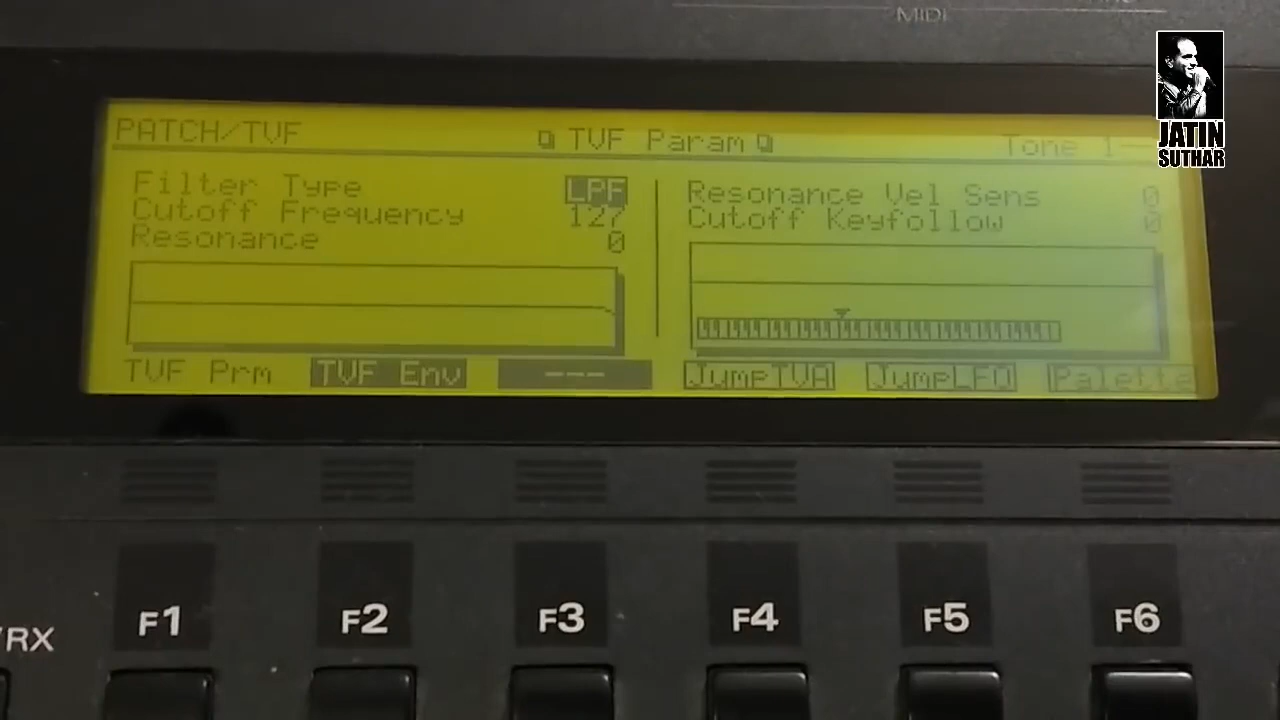 MIDI
JATIN
SUTHAR
PATCH/TVF
TVF Param
Tone 1
Filter Type LPF
Cutoff Frequency 127
Resonance 0
Resonance Vel Sens 0
Cutoff Keyfollow 0
TVF Prm TVF Env --- JumpTVA JumpLFO Palette
F1 F2 F3 F4 F5 F6
/RX